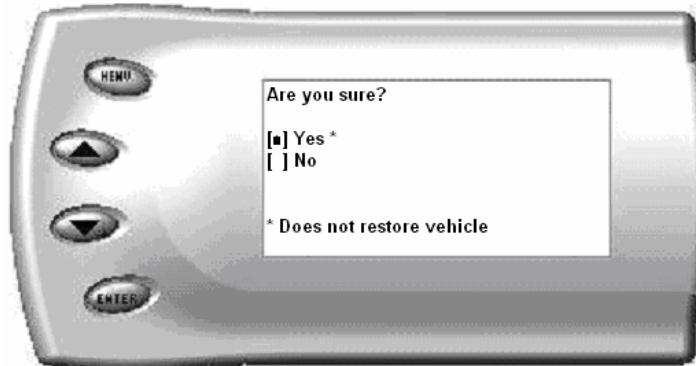 MENU
Are you sure?
[▪] Yes *
[ ] No
* Does not restore vehicle
ENTER